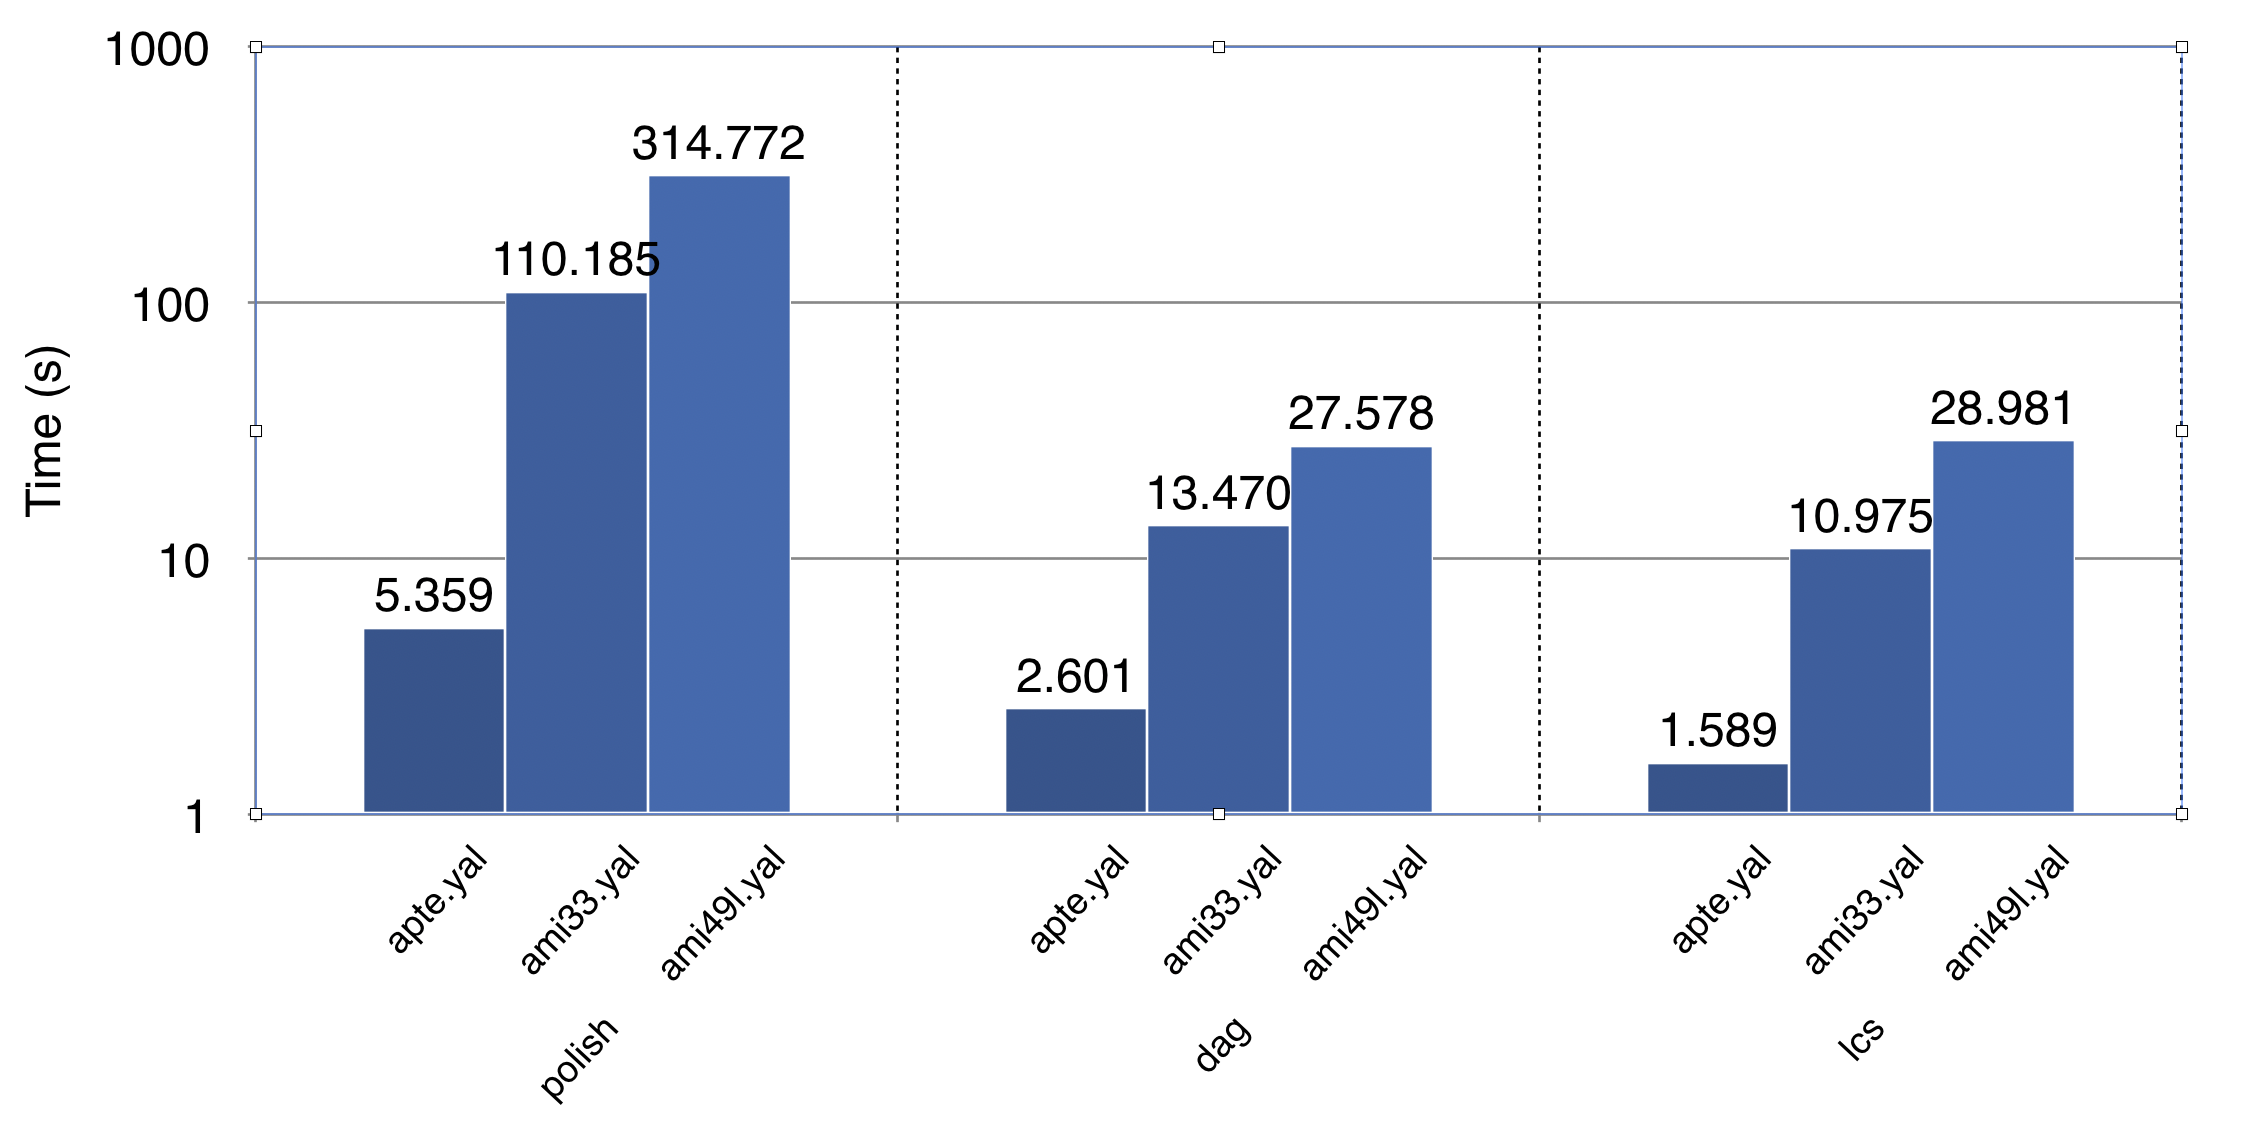 1000
100
10
1
Time (s)
5.359
110.185
314.772
2.601
13.470
27.578
1.589
10.975
28.981
apte.yal
ami33.yal
ami49l.yal
apte.yal
ami33.yal
ami49l.yal
apte.yal
ami33.yal
ami49l.yal
polish
dag
lcs